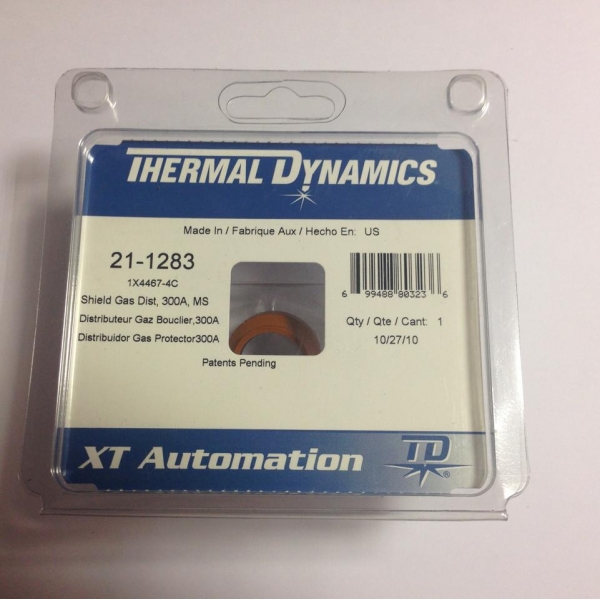 THERMAL DYNAMICS
Made In / Fabrique Aux / Hecho En: US
21-1283
1X4467-4C
Shield Gas Dist, 300A, MS
Distributeur Gaz Bouclier,300A
Distribuidor Gas Protector300A
Patents Pending
6 99488 80323 6
Qty / Qte / Cant: 1
10/27/10
XT Automation
TD®